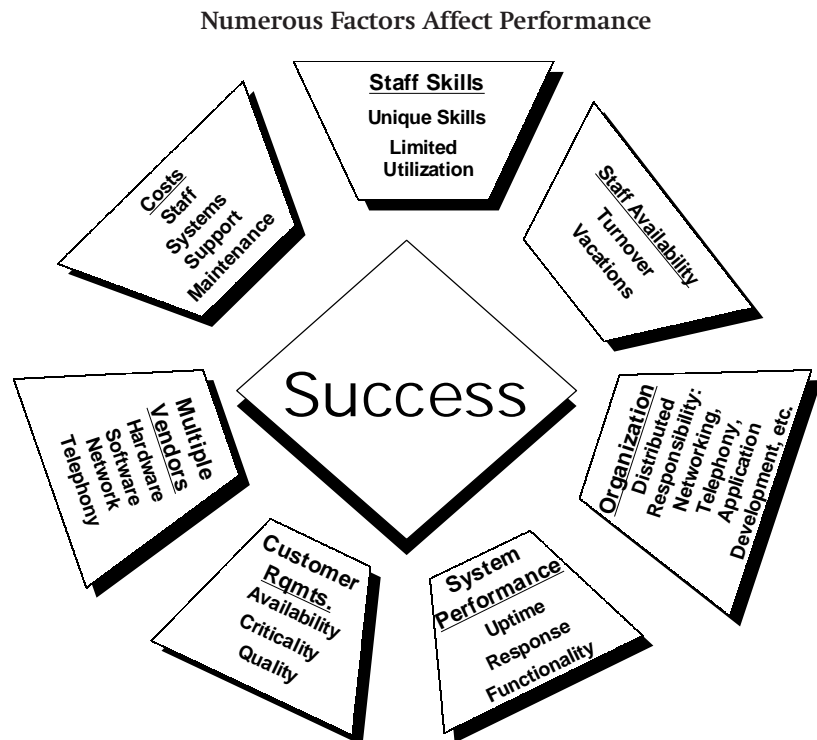 Numerous Factors Affect Performance
Staff Skills
Unique Skills
Limited
Utilization
Staff Availability
Turnover
Vacations
Organization
Distributed
Responsibility:
Networking,
Telephony,
Application
Development, etc.
System
Performance
Uptime
Response
Functionality
Customer
Rqmts.
Availability
Criticality
Quality
Multiple
Vendors
Hardware
Software
Network
Telephony
Costs
Staff
Systems
Support
Maintenance
Success